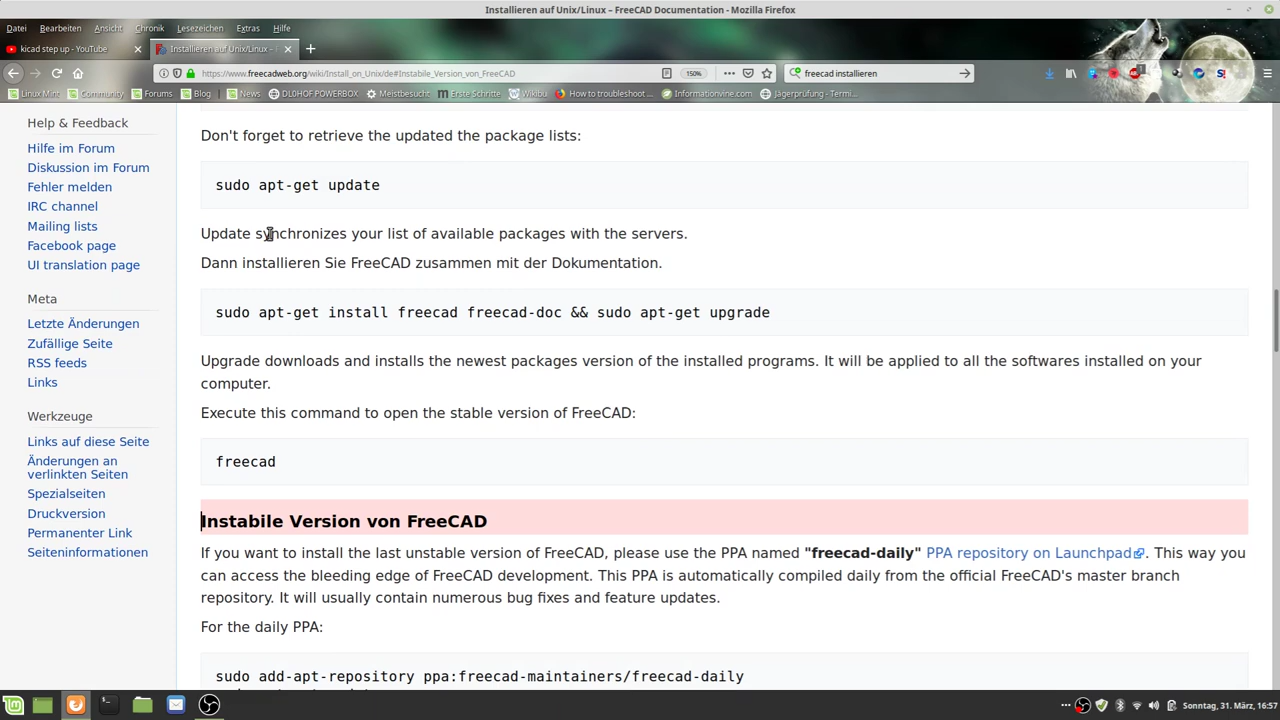 Installieren auf Unix/Linux – FreeCAD Documentation - Mozilla Firefox
Datei Bearbeiten Ansicht Chronik Lesezeichen Extras Hilfe
kicad step up - YouTube
Installieren auf Unix/Linux –
https://www.freecadweb.org/wiki/Install_on_Unix/de#Instabile_Version_von_FreeCAD
150%
freecad installieren
Linux Mint Community Forums Blog News DL0HOF POWERBOX Meistbesucht Erste Schritte Wikibu How to troubleshoot ... Informationvine.com Jägerprüfung - Termi...
Help & Feedback
Hilfe im Forum
Diskussion im Forum
Fehler melden
IRC channel
Mailing lists
Facebook page
UI translation page
Meta
Letzte Änderungen
Zufällige Seite
RSS feeds
Links
Werkzeuge
Links auf diese Seite
Änderungen an
verlinkten Seiten
Spezialseiten
Druckversion
Permanenter Link
Seiteninformationen
Don't forget to retrieve the updated the package lists:
sudo apt-get update
Update synchronizes your list of available packages with the servers.
Dann installieren Sie FreeCAD zusammen mit der Dokumentation.
sudo apt-get install freecad freecad-doc && sudo apt-get upgrade
Upgrade downloads and installs the newest packages version of the installed programs. It will be applied to all the softwares installed on your
computer.
Execute this command to open the stable version of FreeCAD:
freecad
Instabile Version von FreeCAD
If you want to install the last unstable version of FreeCAD, please use the PPA named "freecad-daily" PPA repository on Launchpad. This way you
can access the bleeding edge of FreeCAD development. This PPA is automatically compiled daily from the official FreeCAD's master branch
repository. It will usually contain numerous bug fixes and feature updates.
For the daily PPA:
sudo add-apt-repository ppa:freecad-maintainers/freecad-daily
Sonntag, 31. März, 16:57